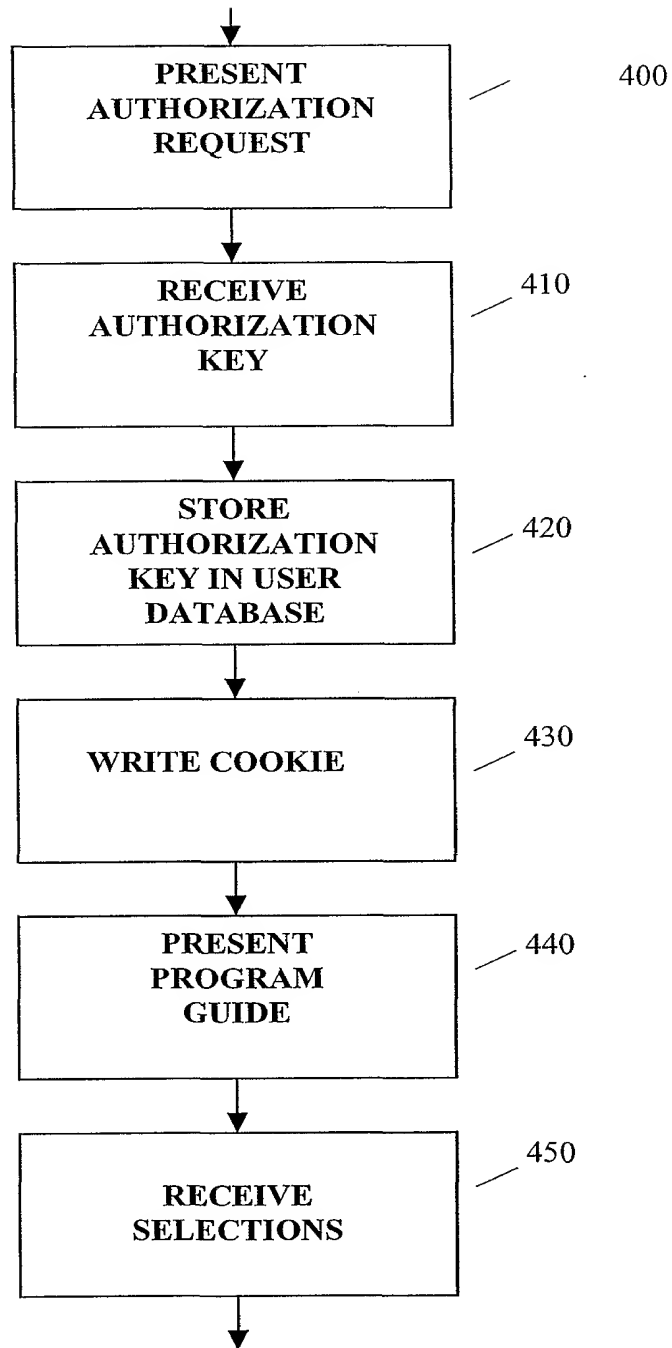 PRESENT
AUTHORIZATION
REQUEST
400
RECEIVE
AUTHORIZATION
KEY
410
STORE
AUTHORIZATION
KEY IN USER
DATABASE
420
WRITE COOKIE
430
PRESENT
PROGRAM
GUIDE
440
RECEIVE
SELECTIONS
450